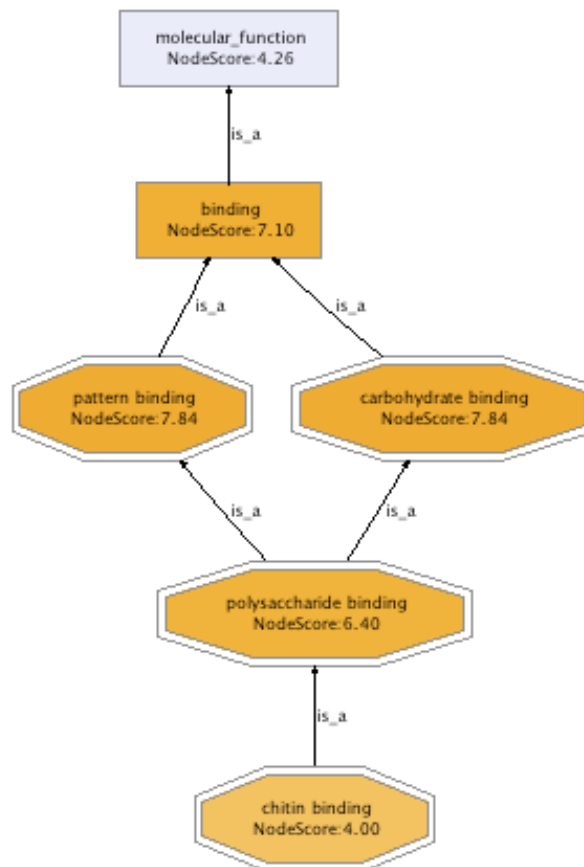 molecular_function
NodeScore:4.26
is_a
binding
NodeScore:7.10
is_a
is_a
pattern binding
NodeScore:7.84
carbohydrate binding
NodeScore:7.84
is_a
is_a
polysaccharide binding
NodeScore:6.40
is_a
chitin binding
NodeScore:4.00